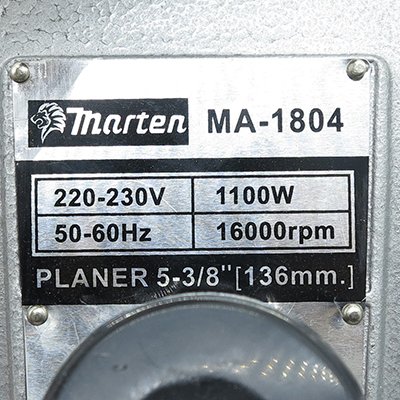 Marten MA-1804
220-230V 1100W
50-60Hz 16000rpm
PLANER 5-3/8"[136mm.]